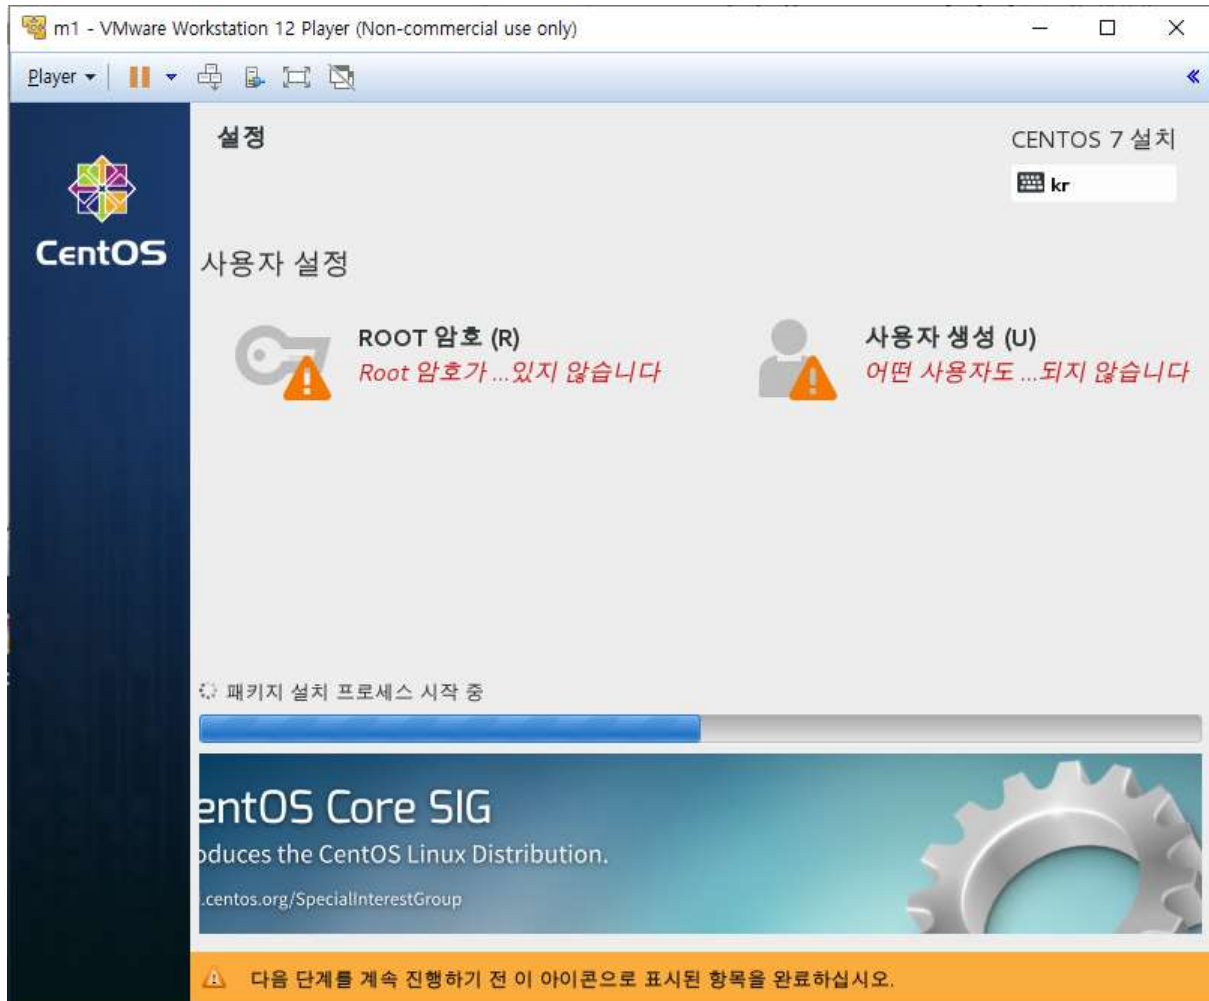 m1 - VMware Workstation 12 Player (Non-commercial use only)
Player
설정
CENTOS 7 설치
kr
CentOS
사용자 설정
ROOT 암호 (R)
Root 암호가 ...있지 않습니다
사용자 생성 (U)
어떤 사용자도 ...되지 않습니다
패키지 설치 프로세스 시작 중
entOS Core SIG
oduces the CentOS Linux Distribution.
.centos.org/SpecialInterestGroup
다음 단계를 계속 진행하기 전 이 아이콘으로 표시된 항목을 완료하십시오.